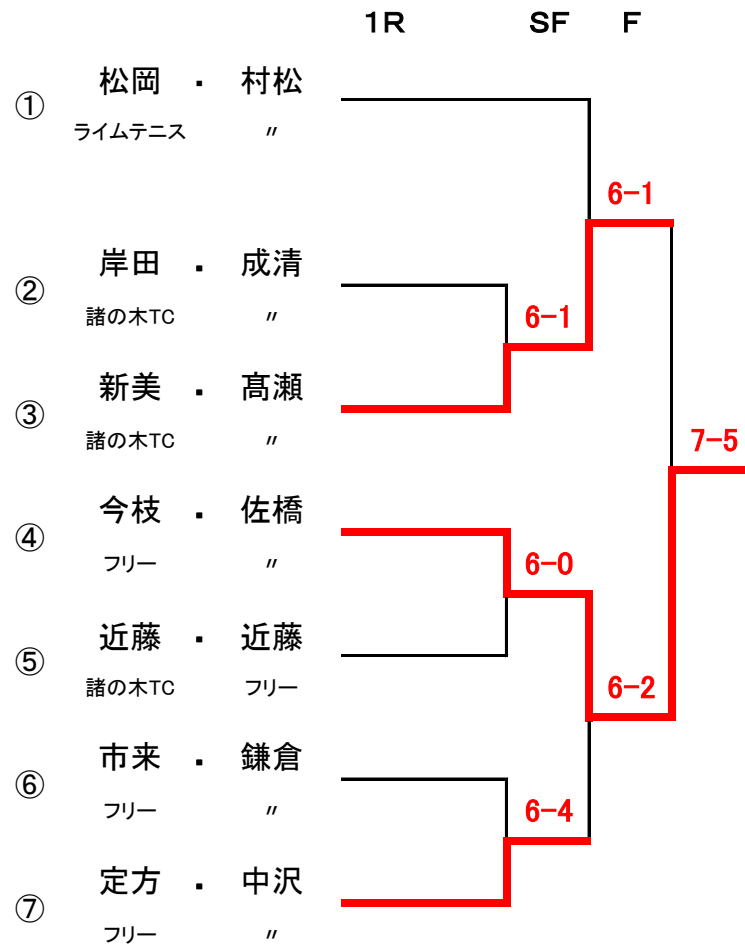 1R SF F
① 松岡 ・ 村松
ライムテニス 〃
6-1
② 岸田 ・ 成清
諸の木TC 〃
6-1
③ 新美 ・ 髙瀬
諸の木TC 〃
7-5
④ 今枝 ・ 佐橋
フリー 〃
6-0
⑤ 近藤 ・ 近藤
諸の木TC フリー
6-2
⑥ 市来 ・ 鎌倉
フリー 〃
6-4
⑦ 定方 ・ 中沢
フリー 〃